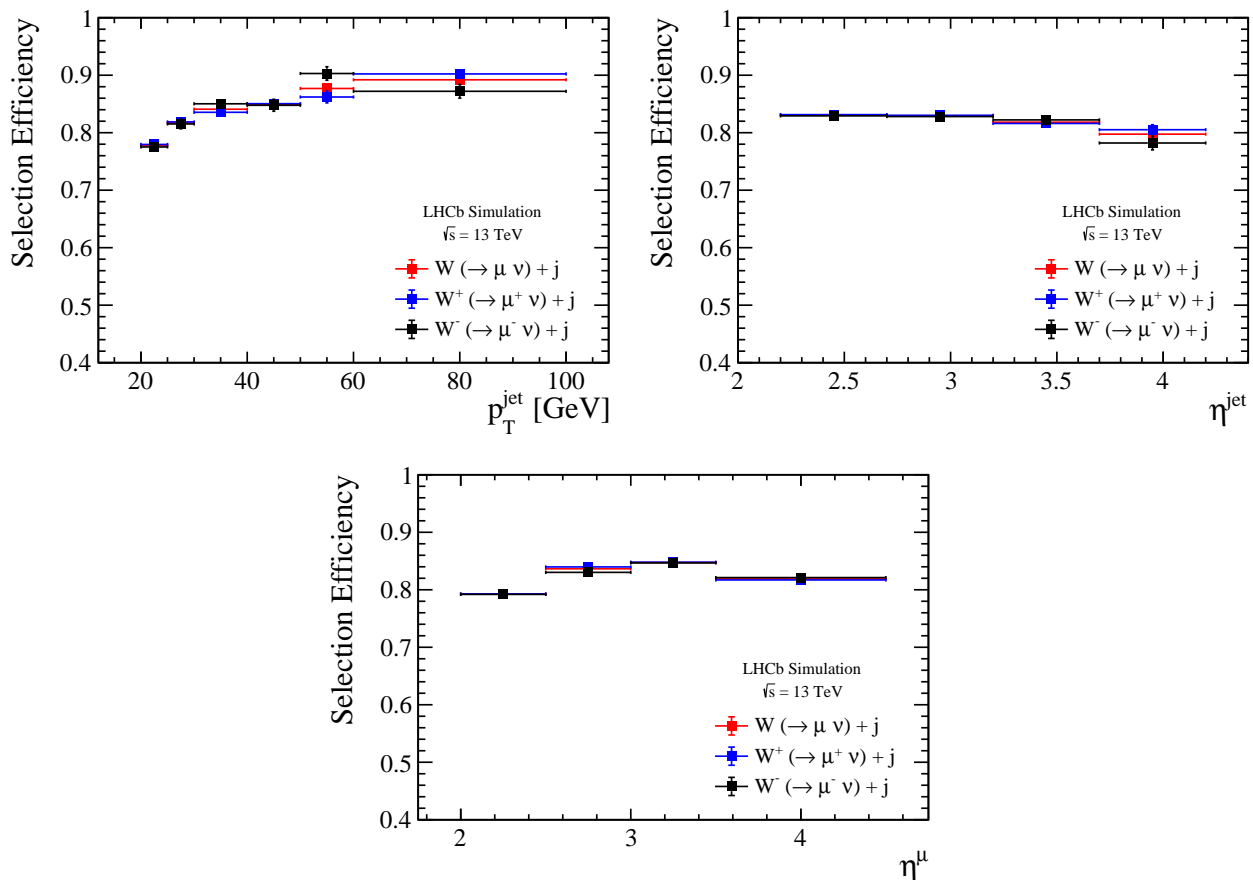 Selection Efficiency
1
0.9
0.8
0.7
0.6
0.5
0.4
LHCb Simulation
√s = 13 TeV
W (→ μ ν) + j
W⁺ (→ μ⁺ ν) + j
W⁻ (→ μ⁻ ν) + j
20 40 60 80 100
p_T^jet [GeV]
Selection Efficiency
1
0.9
0.8
0.7
0.6
0.5
0.4
LHCb Simulation
√s = 13 TeV
W (→ μ ν) + j
W⁺ (→ μ⁺ ν) + j
W⁻ (→ μ⁻ ν) + j
2 2.5 3 3.5 4
η^jet
Selection Efficiency
1
0.9
0.8
0.7
0.6
0.5
0.4
LHCb Simulation
√s = 13 TeV
W (→ μ ν) + j
W⁺ (→ μ⁺ ν) + j
W⁻ (→ μ⁻ ν) + j
2 3 4
η^μ